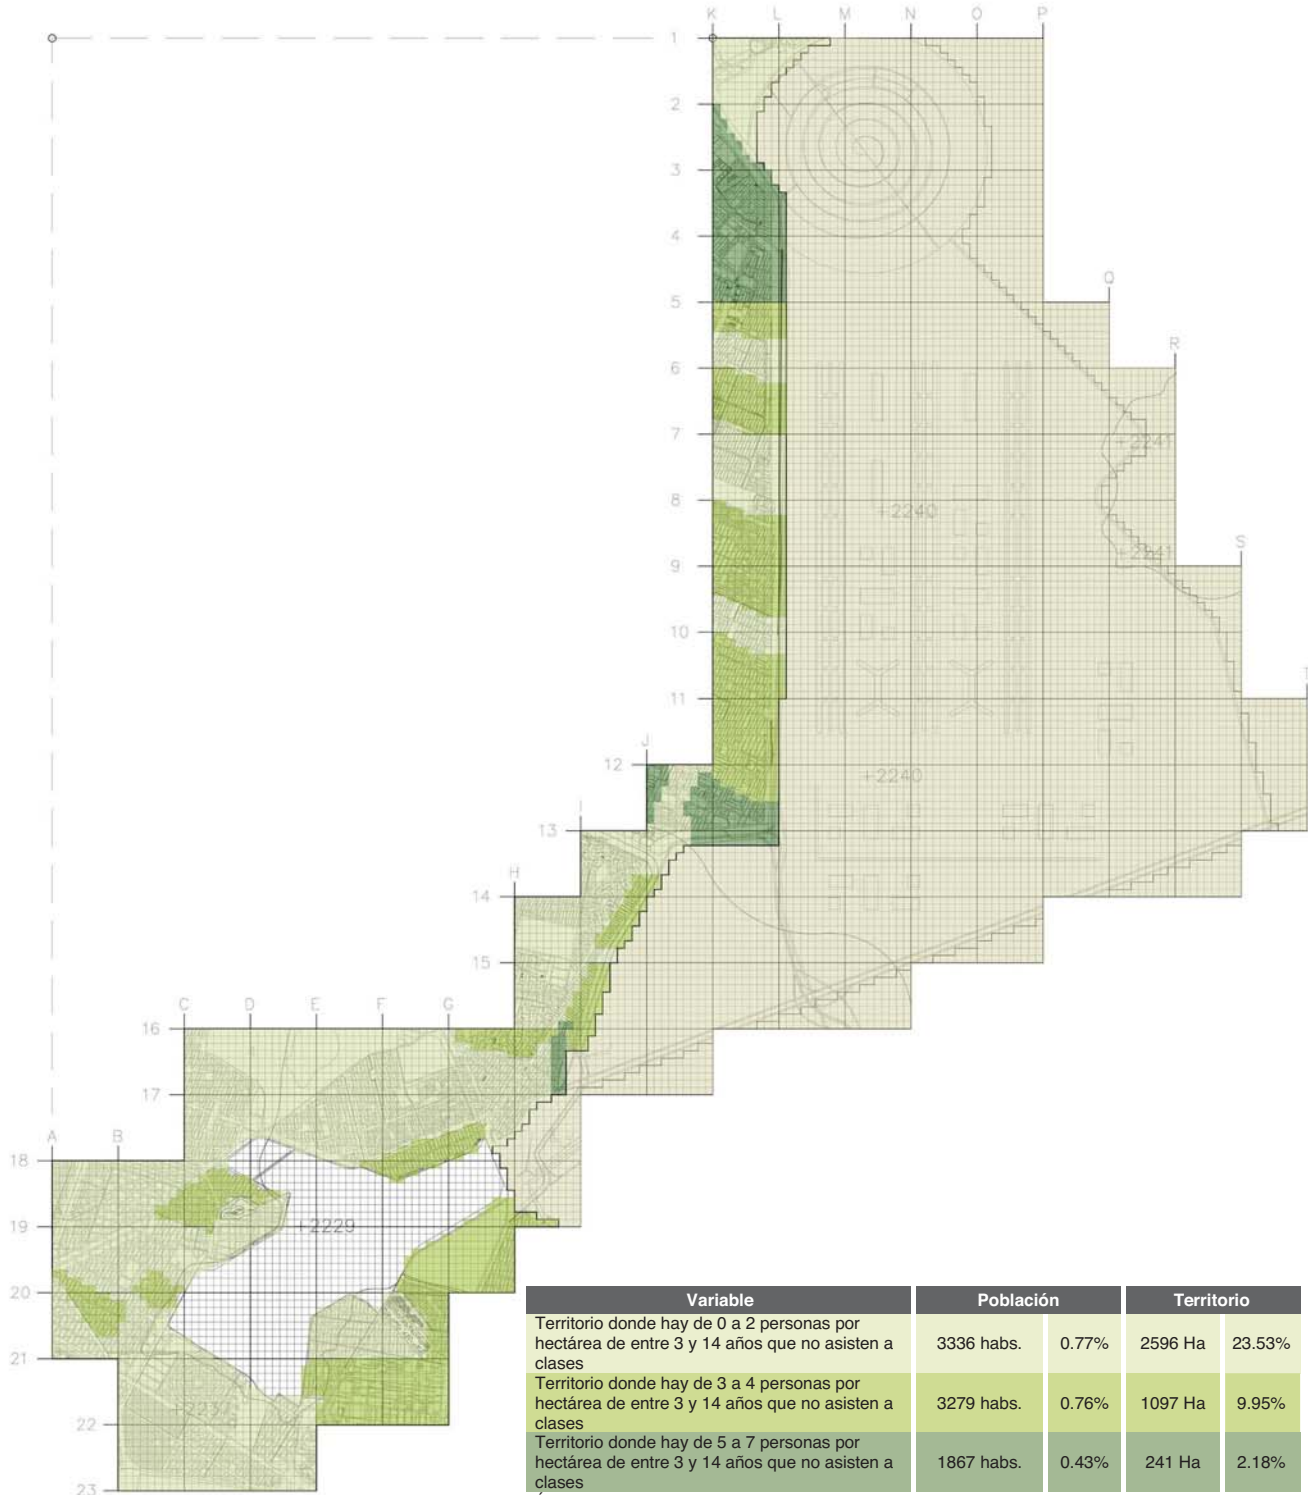 K L M N O P
1
2
3
4
5
Q
6
R
7
+2241
8
+2240
+2241
S
9
10
11
T
J
12
+2240
I
13
H
14
15
C D E F G
16
17
A B
18
19
+2229
20
21
22
23
Variable Población Territorio
Territorio donde hay de 0 a 2 personas por
hectárea de entre 3 y 14 años que no asisten a
clases
3336 habs. 0.77% 2596 Ha 23.53%
Territorio donde hay de 3 a 4 personas por
hectárea de entre 3 y 14 años que no asisten a
clases
3279 habs. 0.76% 1097 Ha 9.95%
Territorio donde hay de 5 a 7 personas por
hectárea de entre 3 y 14 años que no asisten a
clases
1867 habs. 0.43% 241 Ha 2.18%